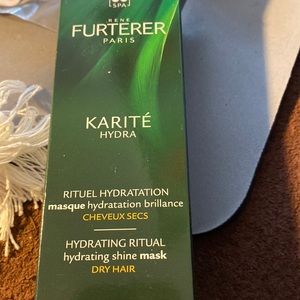 SPA
RENE
FURTERER
PARIS
KARITÉ
HYDRA
RITUEL HYDRATATION
masque hydratation brillance
CHEVEUX SECS
HYDRATING RITUAL
hydrating shine mask
DRY HAIR